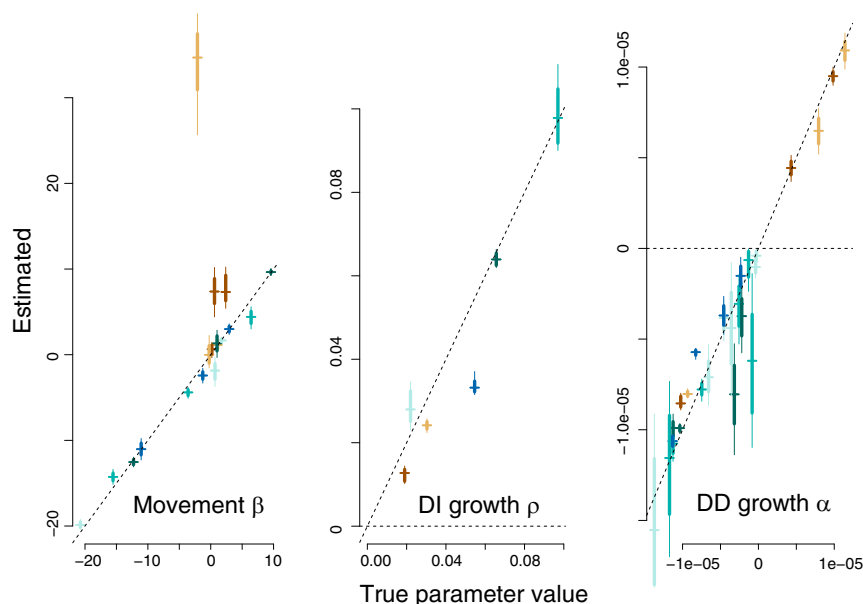 Estimated
20
0
−20
−20
−10
0
10
Movement β
0.08
0.04
0
0.00
0.04
0.08
DI growth ρ
1.0e−05
0
−1.0e−05
−1e−05
0
1e−05
DD growth α
True parameter value